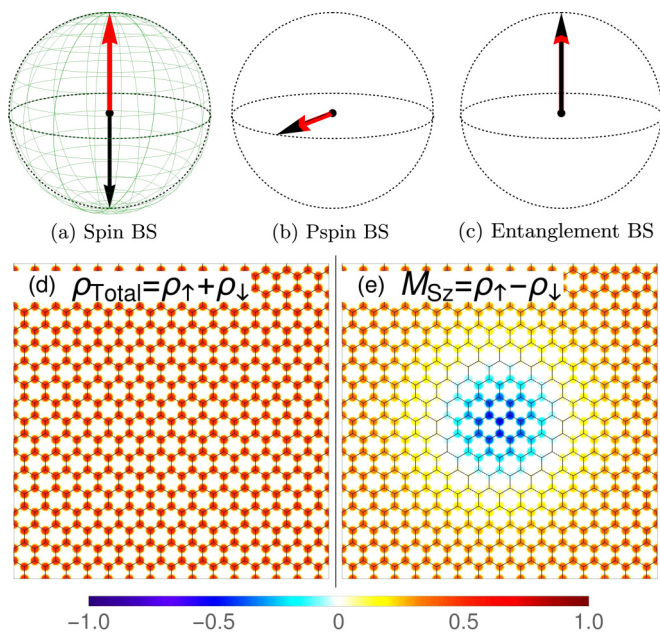 (a) Spin BS
(b) Pspin BS
(c) Entanglement BS
(d) ρTotal=ρ↑+ρ↓
(e) MSz=ρ↑−ρ↓
−1.0 −0.5 0 0.5 1.0